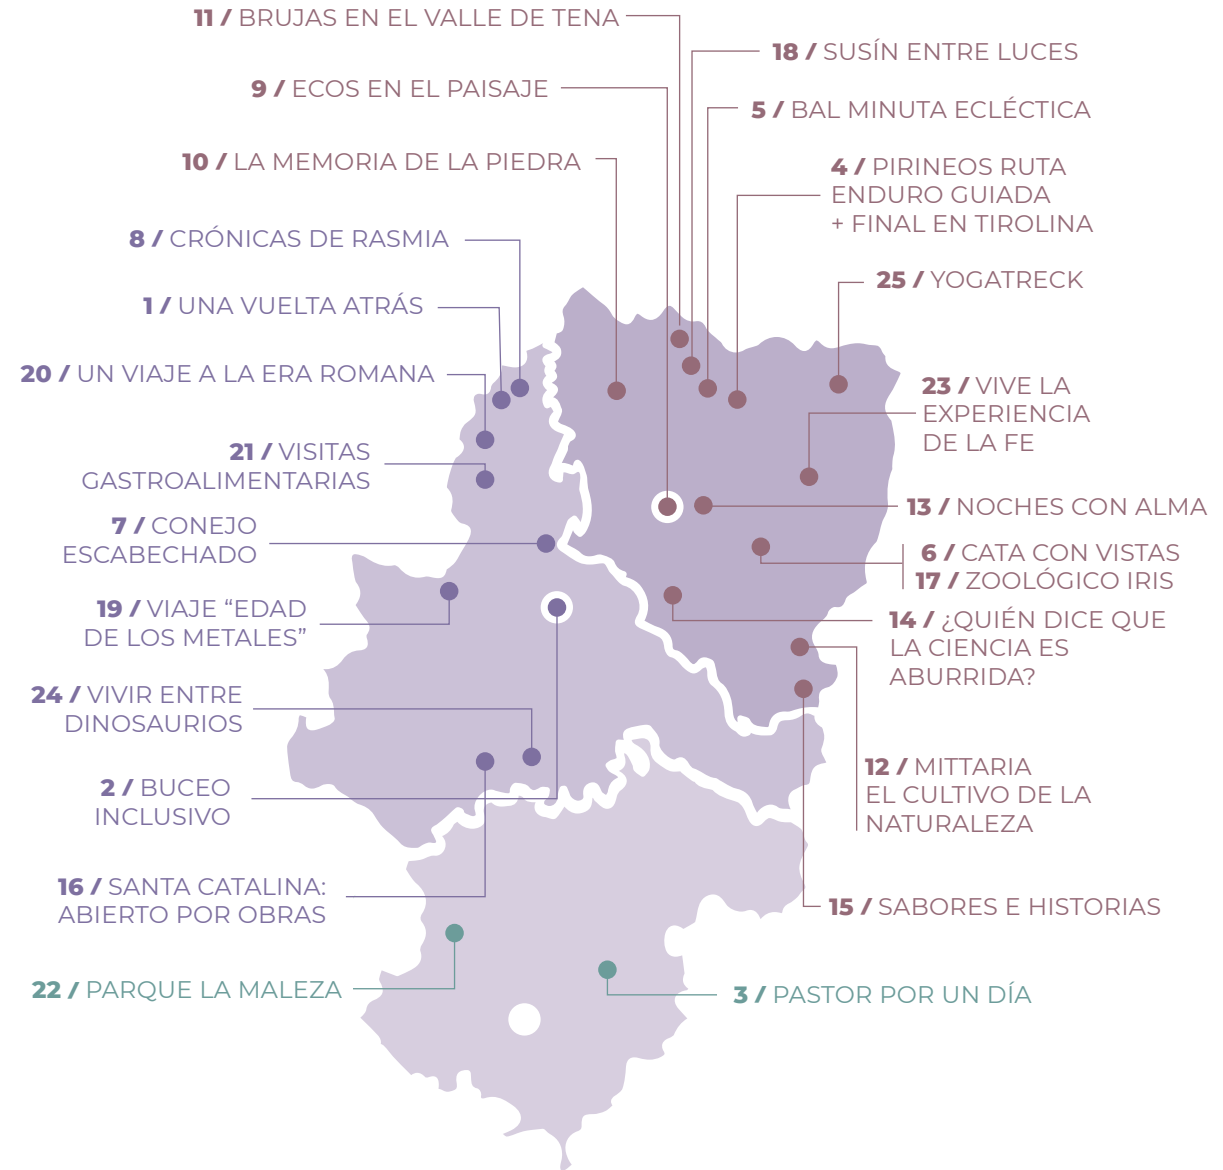 11 / BRUJAS EN EL VALLE DE TENA
18 / SUSÍN ENTRE LUCES
9 / ECOS EN EL PAISAJE
5 / BAL MINUTA ECLÉCTICA
10 / LA MEMORIA DE LA PIEDRA
4 / PIRINEOS RUTA
ENDURO GUIADA
+ FINAL EN TIROLINA
8 / CRÓNICAS DE RASMIA
25 / YOGATRECK
1 / UNA VUELTA ATRÁS
20 / UN VIAJE A LA ERA ROMANA
23 / VIVE LA
EXPERIENCIA
DE LA FE
21 / VISITAS
GASTROALIMENTARIAS
13 / NOCHES CON ALMA
7 / CONEJO
ESCABECHADO
6 / CATA CON VISTAS
17 / ZOOLÓGICO IRIS
19 / VIAJE “EDAD
DE LOS METALES”
14 / ¿QUIÉN DICE QUE
LA CIENCIA ES
ABURRIDA?
24 / VIVIR ENTRE
DINOSAURIOS
12 / MITTARIA
EL CULTIVO DE LA
NATURALEZA
2 / BUCEO
INCLUSIVO
16 / SANTA CATALINA:
ABIERTO POR OBRAS
15 / SABORES E HISTORIAS
22 / PARQUE LA MALEZA
3 / PASTOR POR UN DÍA